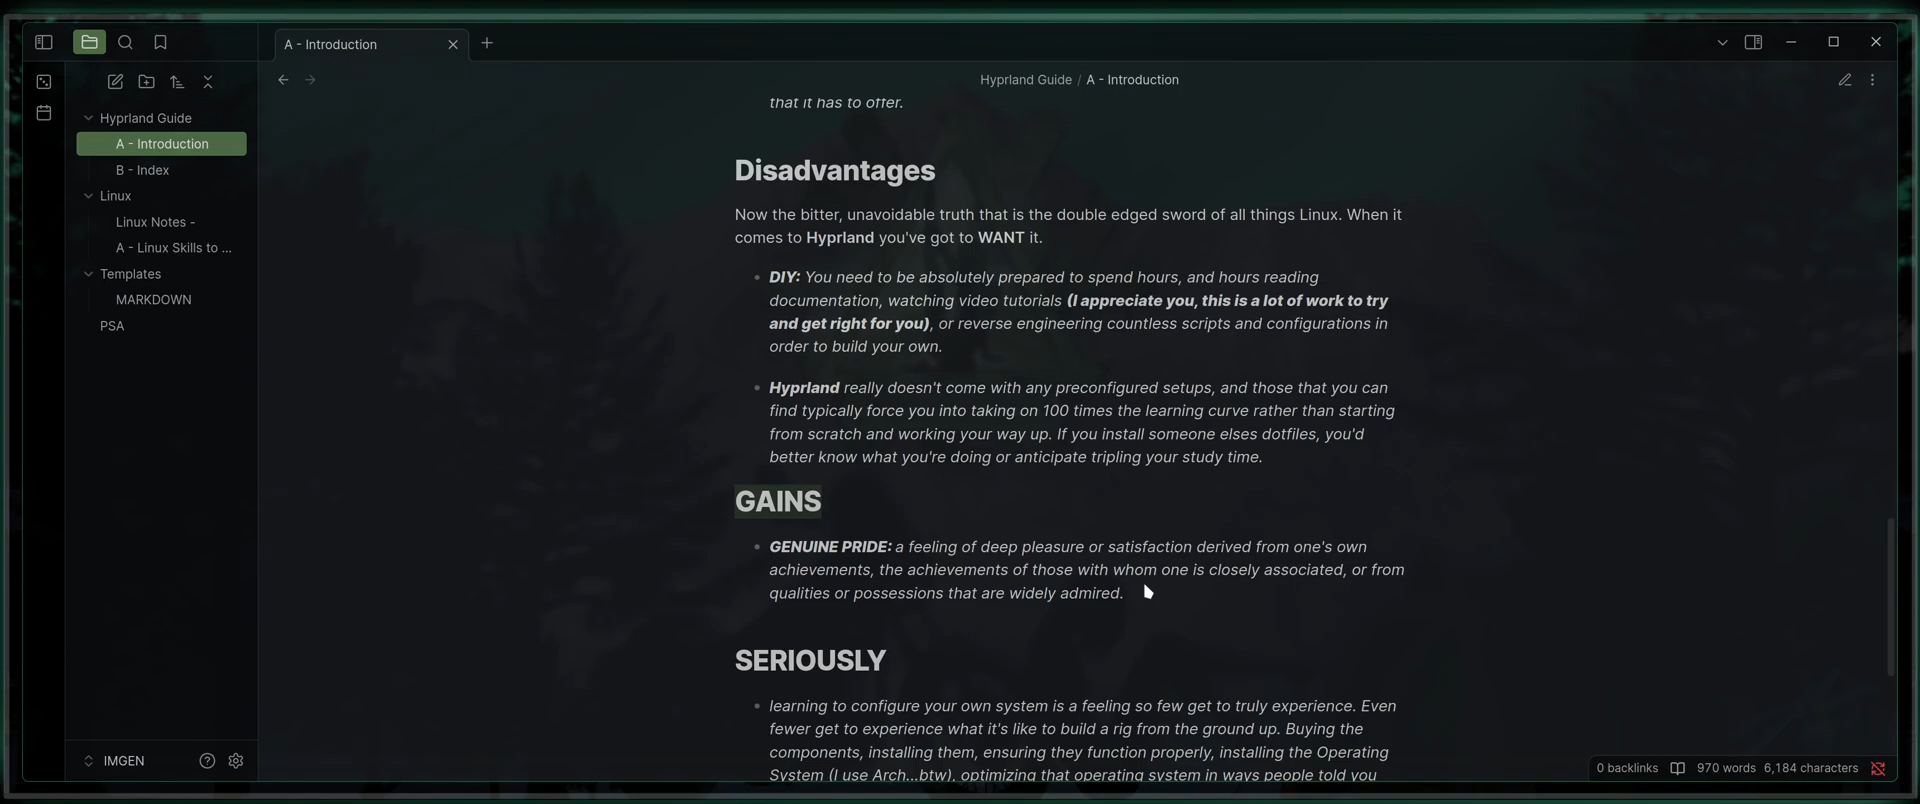 A - Introduction
Hyprland Guide / A - Introduction
Hyprland Guide
A - Introduction
B - Index
Linux
Linux Notes -
A - Linux Skills to ...
Templates
MARKDOWN
PSA
IMGEN
that it has to offer.
Disadvantages
Now the bitter, unavoidable truth that is the double edged sword of all things Linux. When it
comes to Hyprland you've got to WANT it.
DIY: You need to be absolutely prepared to spend hours, and hours reading
documentation, watching video tutorials (I appreciate you, this is a lot of work to try
and get right for you), or reverse engineering countless scripts and configurations in
order to build your own.
Hyprland really doesn't come with any preconfigured setups, and those that you can
find typically force you into taking on 100 times the learning curve rather than starting
from scratch and working your way up. If you install someone elses dotfiles, you'd
better know what you're doing or anticipate tripling your study time.
GAINS
GENUINE PRIDE: a feeling of deep pleasure or satisfaction derived from one's own
achievements, the achievements of those with whom one is closely associated, or from
qualities or possessions that are widely admired.
SERIOUSLY
learning to configure your own system is a feeling so few get to truly experience. Even
fewer get to experience what it's like to build a rig from the ground up. Buying the
components, installing them, ensuring they function properly, installing the Operating
System (I use Arch...btw), optimizing that operating system in ways people told you
0 backlinks 970 words 6,184 characters